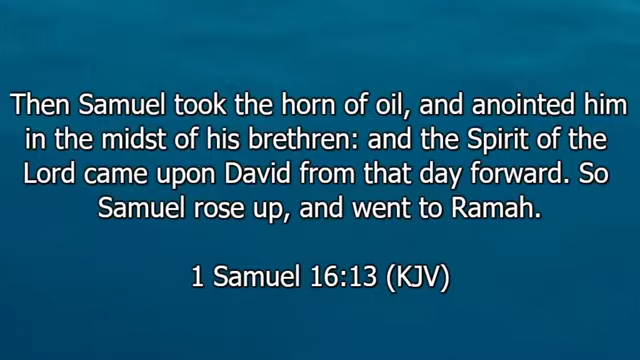 Then Samuel took the horn of oil, and anointed him
in the midst of his brethren: and the Spirit of the
Lord came upon David from that day forward. So
Samuel rose up, and went to Ramah.
1 Samuel 16:13 (KJV)